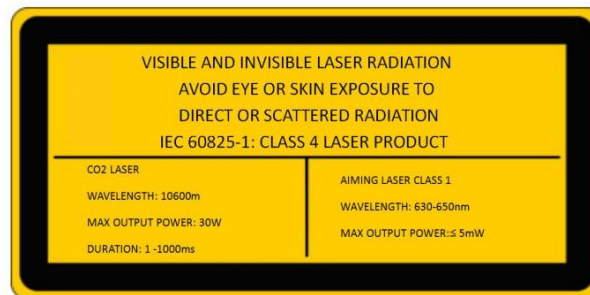 VISIBLE AND INVISIBLE LASER RADIATION
AVOID EYE OR SKIN EXPOSURE TO
DIRECT OR SCATTERED RADIATION
IEC 60825-1: CLASS 4 LASER PRODUCT
CO2 LASER
WAVELENGTH: 10600m
MAX OUTPUT POWER: 30W
DURATION: 1 -1000ms
AIMING LASER CLASS 1
WAVELENGTH: 630-650nm
MAX OUTPUT POWER:≤ 5mW